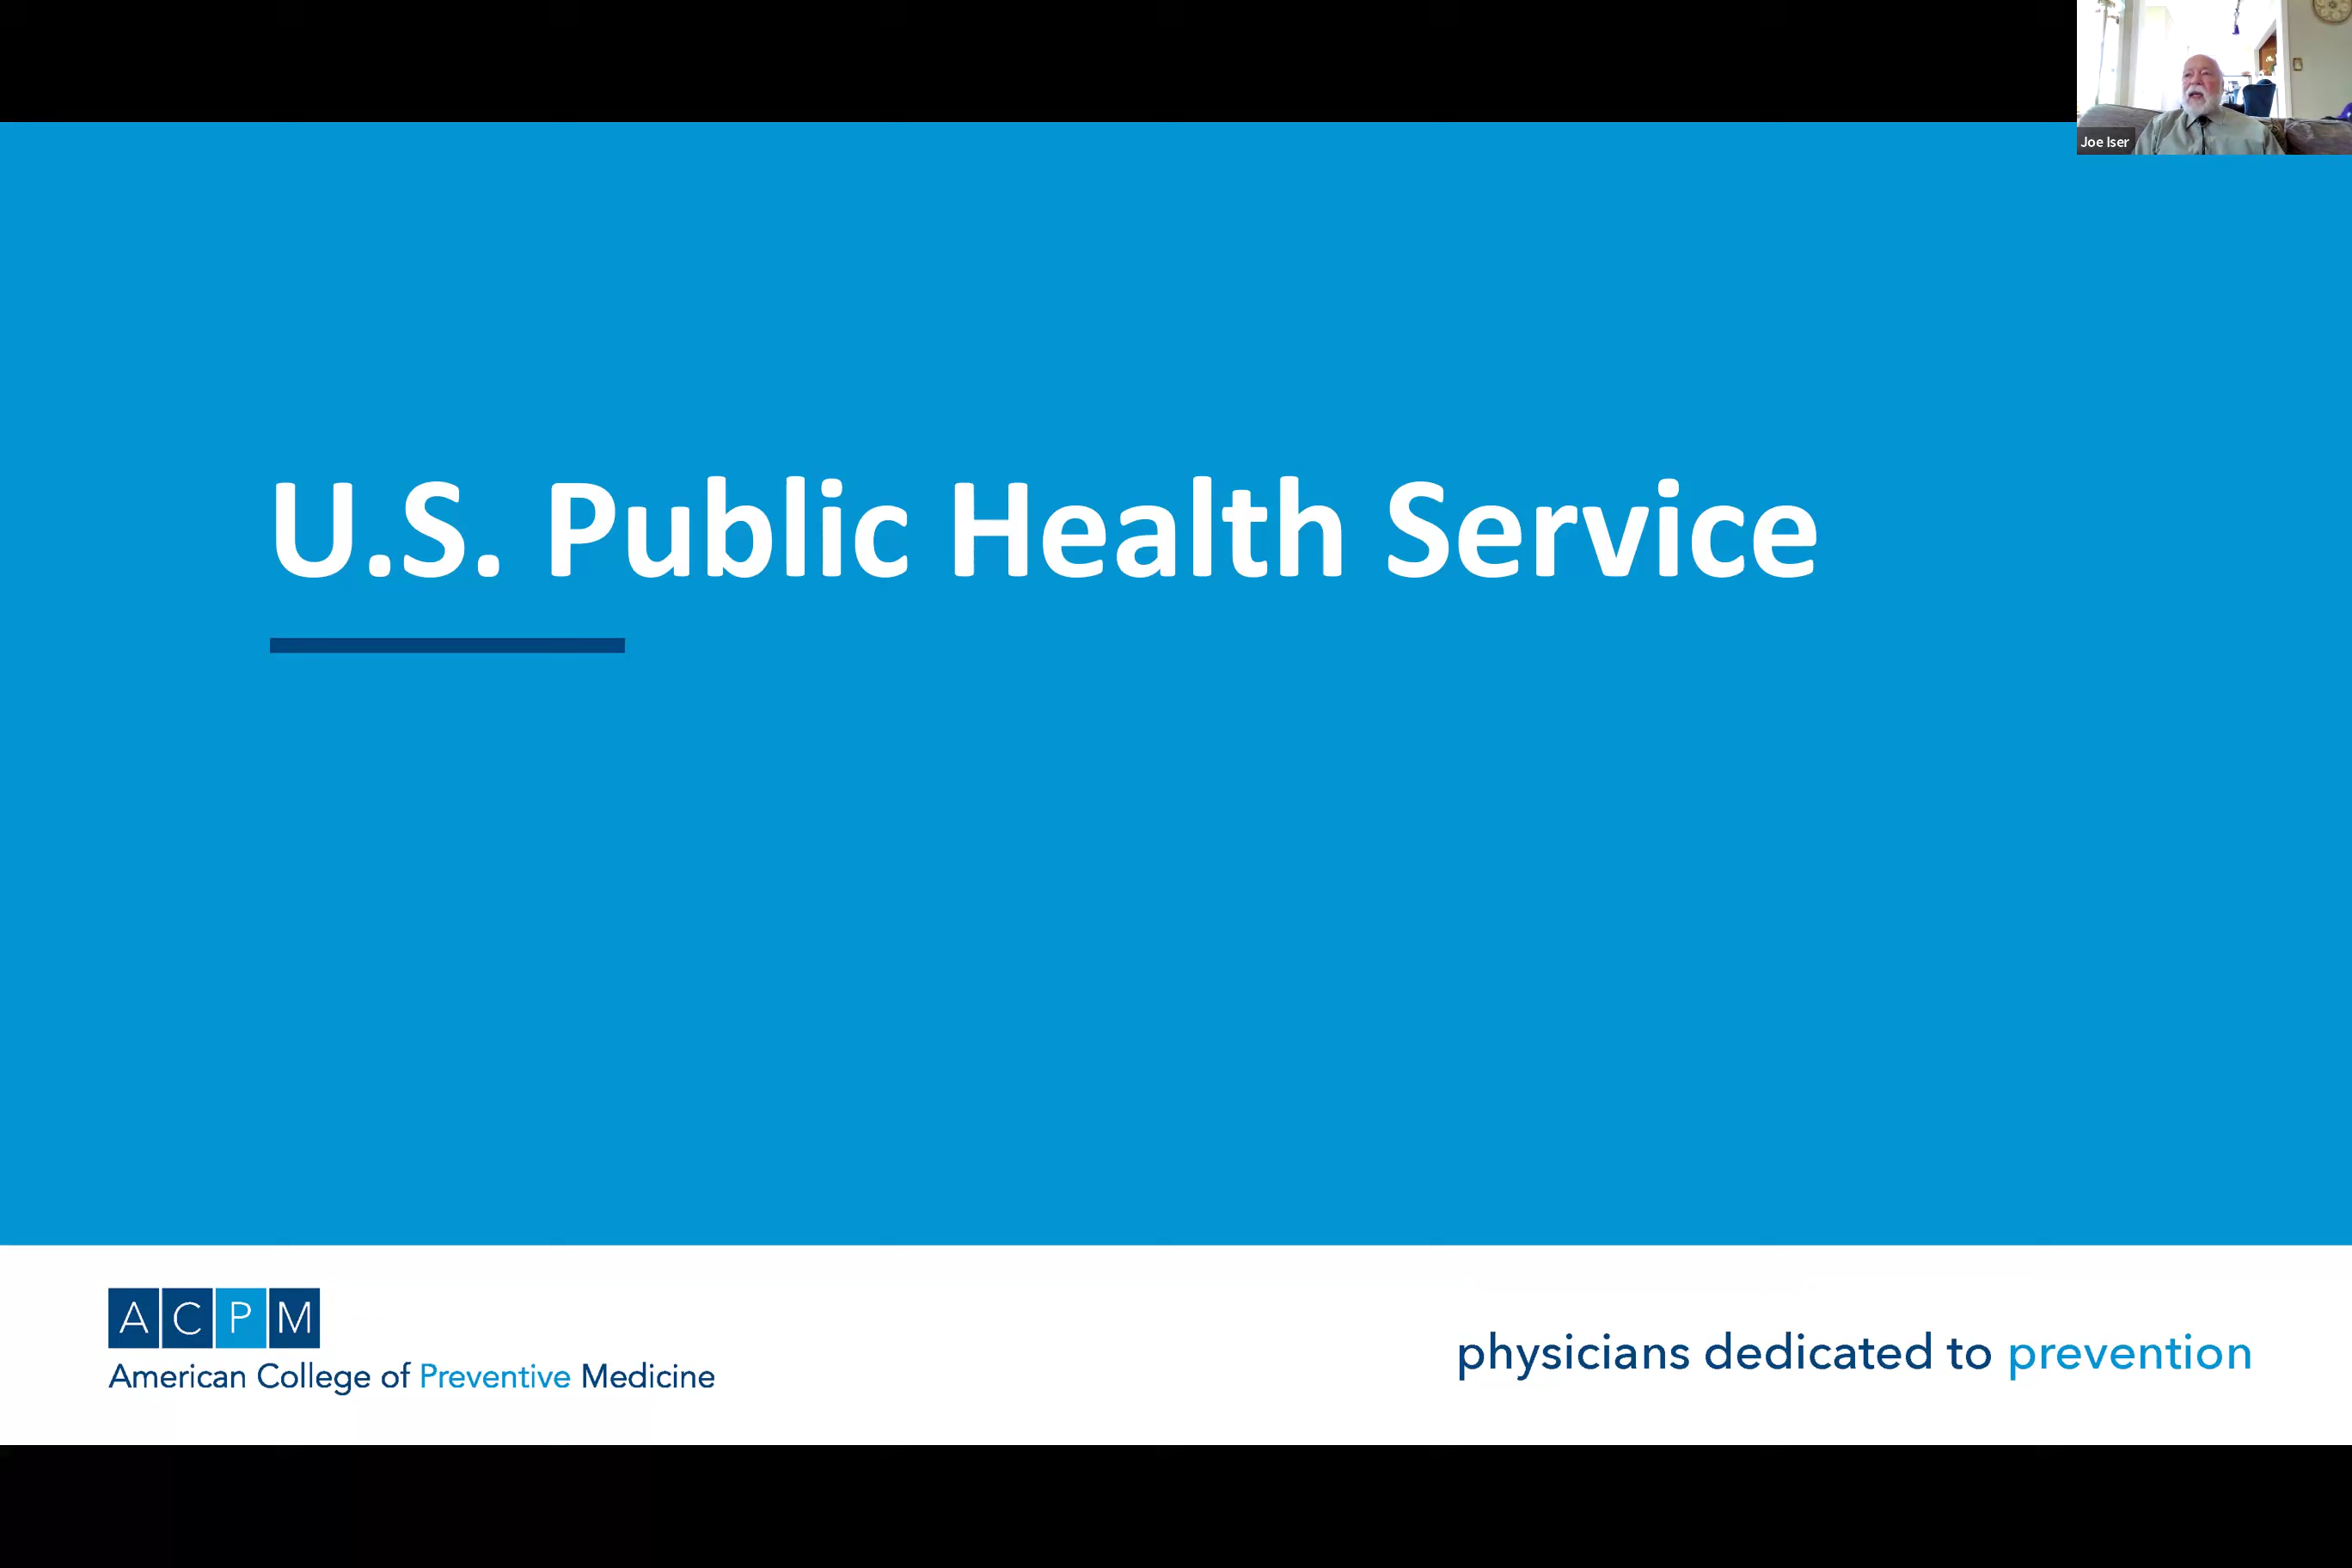 Joe Iser
U.S. Public Health Service
ACPM
American College of Preventive Medicine
physicians dedicated to prevention